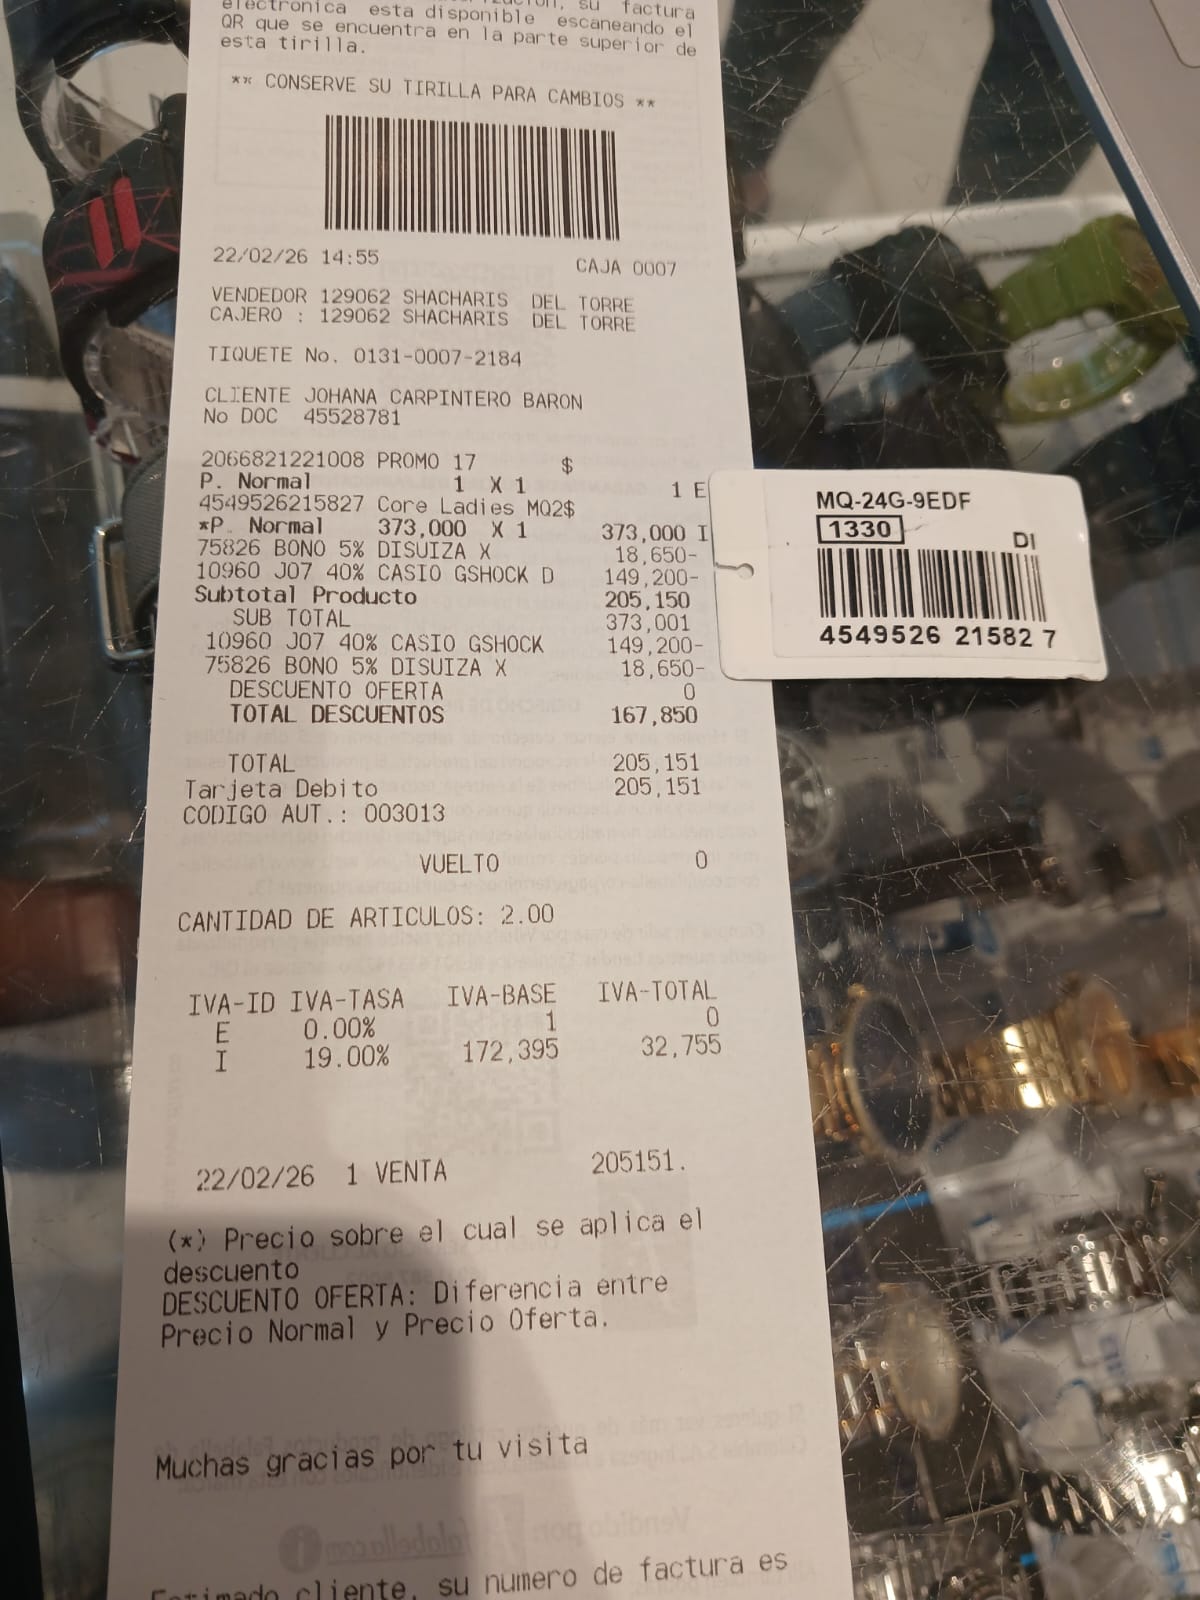 electronica esta disponible escaneando el
QR que se encuentra en la parte superior de
esta tirilla.
** CONSERVE SU TIRILLA PARA CAMBIOS **
22/02/26 14:55 CAJA 0007
VENDEDOR 129062 SHACHARIS DEL TORRE
CAJERO : 129062 SHACHARIS DEL TORRE
TIQUETE No. 0131-0007-2184
CLIENTE JOHANA CARPINTERO BARON
No DOC 45528781
2066821221008 PROMO 17 $
P. Normal 1 X 1 1 E
4549526215827 Core Ladies MQ2$
*P. Normal 373,000 X 1 373,000 I
75826 BONO 5% DISUIZA X 18,650-
10960 J07 40% CASIO GSHOCK D 149,200-
Subtotal Producto 205,150
SUB TOTAL 373,001
10960 J07 40% CASIO GSHOCK 149,200-
75826 BONO 5% DISUIZA X 18,650-
DESCUENTO OFERTA 0
TOTAL DESCUENTOS 167,850
TOTAL 205,151
Tarjeta Debito 205,151
CODIGO AUT.: 003013
VUELTO 0
CANTIDAD DE ARTICULOS: 2.00
IVA-ID IVA-TASA IVA-BASE IVA-TOTAL
E 0.00% 1 0
I 19.00% 172,395 32,755
22/02/26 1 VENTA 205151.
(*) Precio sobre el cual se aplica el
descuento
DESCUENTO OFERTA: Diferencia entre
Precio Normal y Precio Oferta.
Muchas gracias por tu visita
Estimado cliente, su numero de factura es
MQ-24G-9EDF
1330
DI
4549526 21582 7